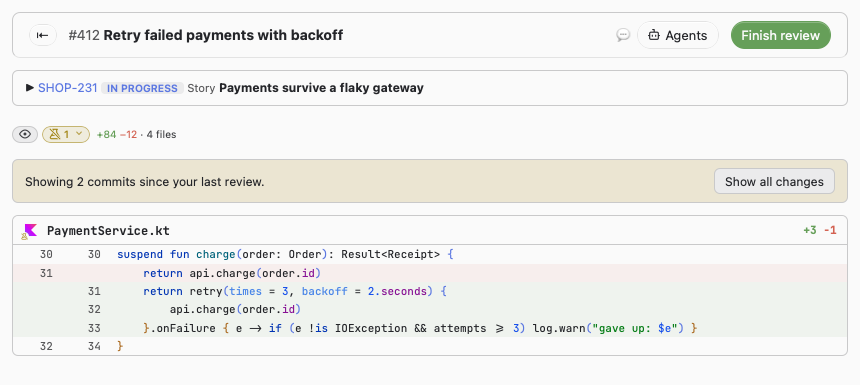 #412 Retry failed payments with backoff
Agents
Finish review
SHOP-231 IN PROGRESS Story Payments survive a flaky gateway
1
+84 −12 · 4 files
Showing 2 commits since your last review.
Show all changes
PaymentService.kt
+3 -1
30 30 suspend fun charge(order: Order): Result<Receipt> {
31 return api.charge(order.id)
31 return retry(times = 3, backoff = 2.seconds) {
32 api.charge(order.id)
33 }.onFailure { e → if (e !is IOException && attempts ⩾ 3) log.warn("gave up: $e") }
32 34 }